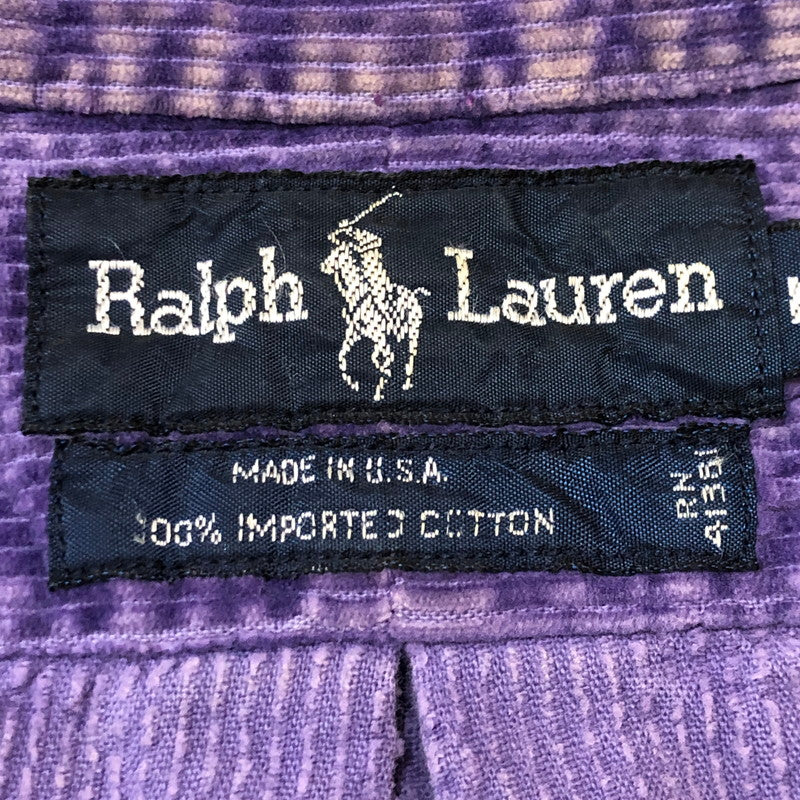 Ralph Lauren
MADE IN U.S.A.
100% IMPORTED COTTON
RN
41381